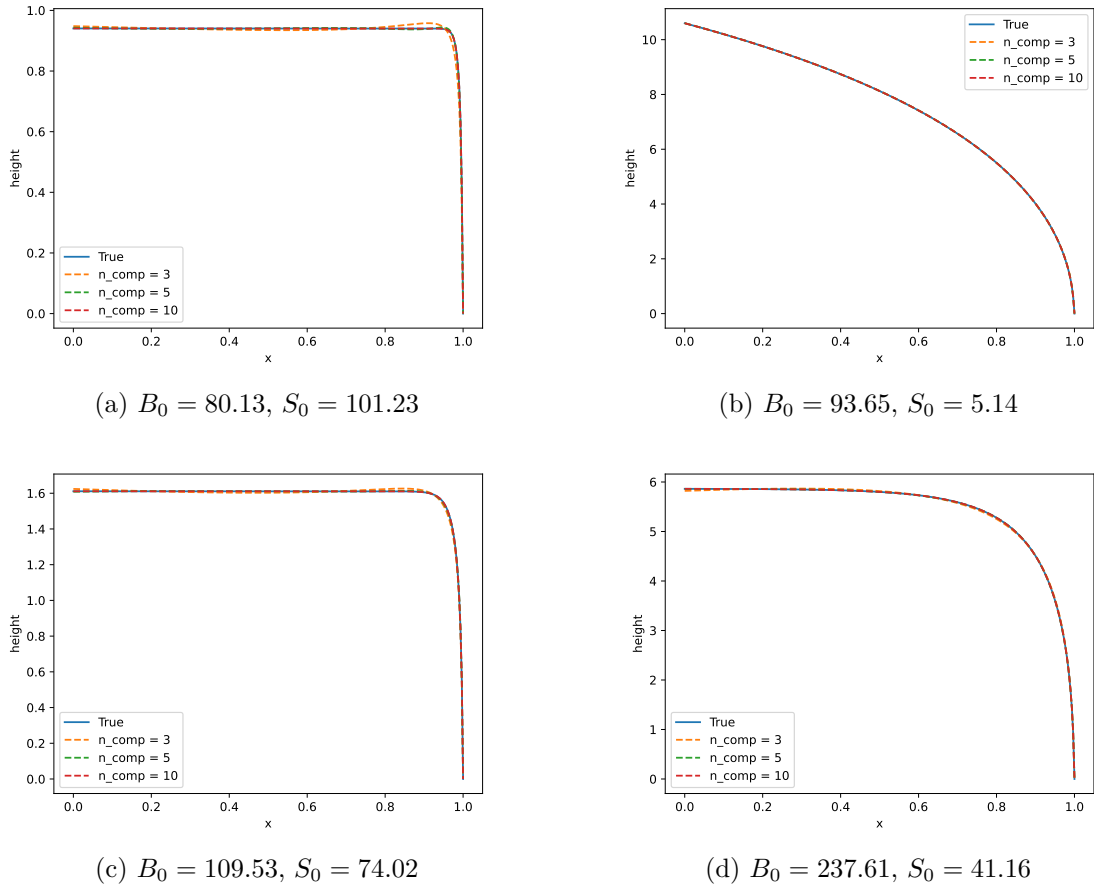 1.0
0.8
0.6
0.4
0.2
0.0
height
True
n_comp = 3
n_comp = 5
n_comp = 10
0.0 0.2 0.4 0.6 0.8 1.0
x
(a) B₀ = 80.13, S₀ = 101.23
10
8
6
4
2
0
height
True
n_comp = 3
n_comp = 5
n_comp = 10
0.0 0.2 0.4 0.6 0.8 1.0
x
(b) B₀ = 93.65, S₀ = 5.14
1.6
1.4
1.2
1.0
0.8
0.6
0.4
0.2
0.0
height
True
n_comp = 3
n_comp = 5
n_comp = 10
0.0 0.2 0.4 0.6 0.8 1.0
x
(c) B₀ = 109.53, S₀ = 74.02
6
5
4
3
2
1
0
height
True
n_comp = 3
n_comp = 5
n_comp = 10
0.0 0.2 0.4 0.6 0.8 1.0
x
(d) B₀ = 237.61, S₀ = 41.16